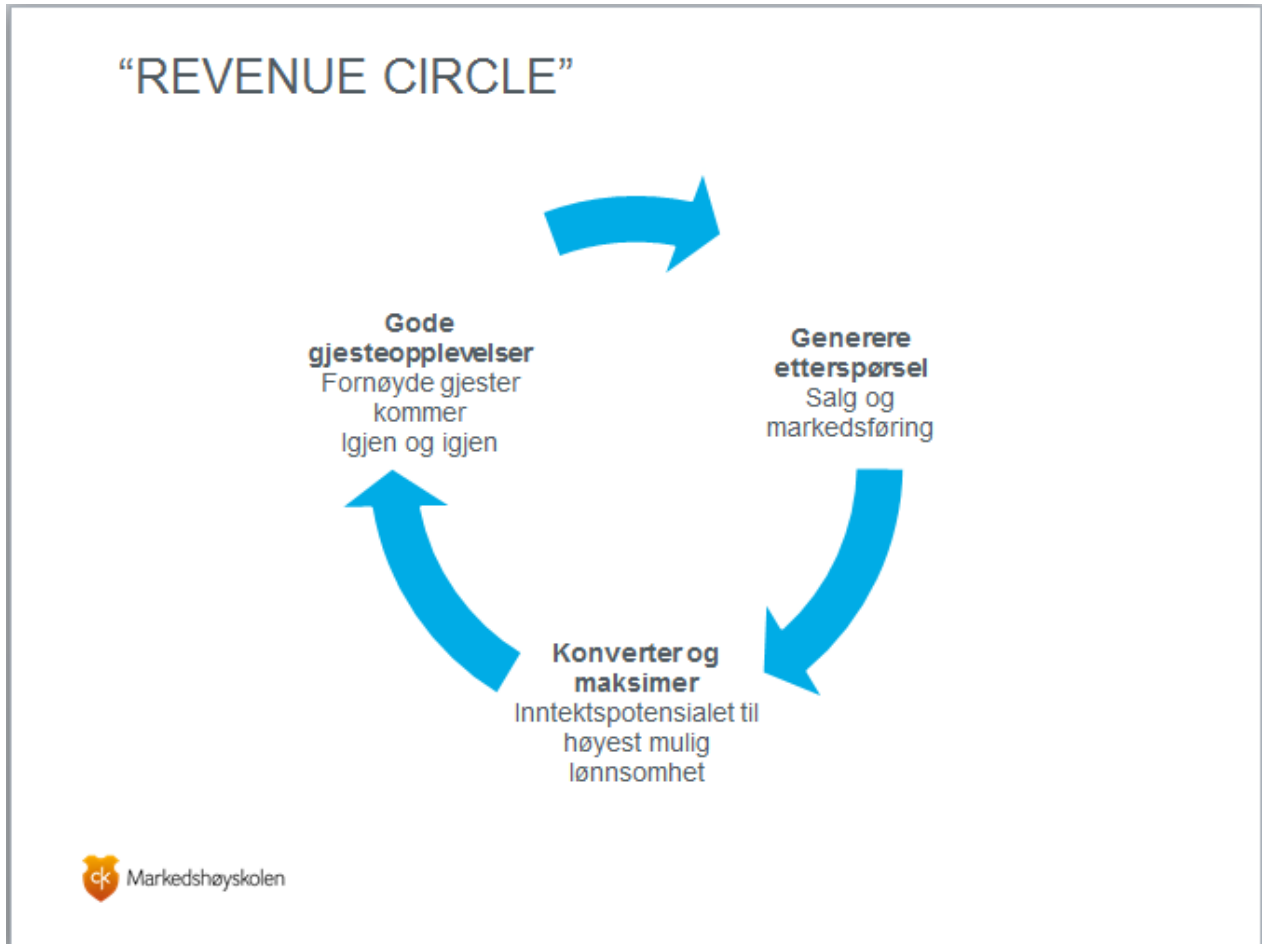 “REVENUE CIRCLE”
Gode
gjesteopplevelser
Fornøyde gjester
kommer
Igjen og igjen
Generere
etterspørsel
Salg og
markedsføring
Konverter og
maksimer
Inntektspotensialet til
høyest mulig
lønnsomhet
ck Markedshøyskolen